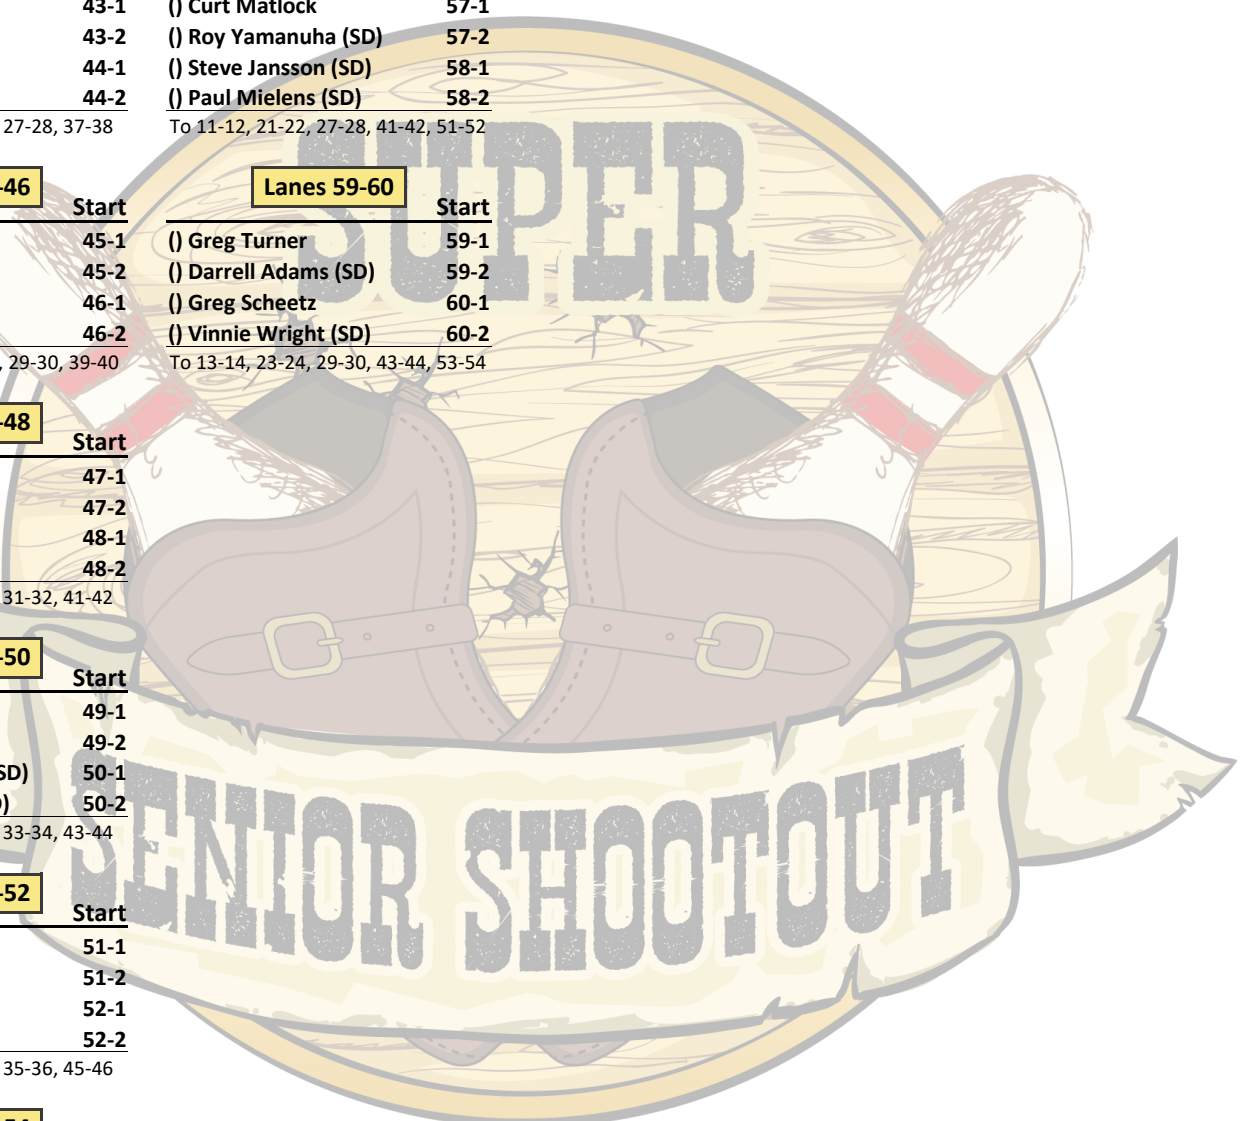 43-1
43-2
44-1
44-2
27-28, 37-38
-46
Start
45-1
45-2
46-1
46-2
, 29-30, 39-40
-48
Start
47-1
47-2
48-1
48-2
31-32, 41-42
-50
Start
49-1
49-2
SD) 50-1
) 50-2
33-34, 43-44
-52
Start
51-1
51-2
52-1
52-2
35-36, 45-46
() Curt Matlock 57-1
() Roy Yamanuha (SD) 57-2
() Steve Jansson (SD) 58-1
() Paul Mielens (SD) 58-2
To 11-12, 21-22, 27-28, 41-42, 51-52
Lanes 59-60
Start
() Greg Turner 59-1
() Darrell Adams (SD) 59-2
() Greg Scheetz 60-1
() Vinnie Wright (SD) 60-2
To 13-14, 23-24, 29-30, 43-44, 53-54
SUPER
SENIOR SHOOTOUT